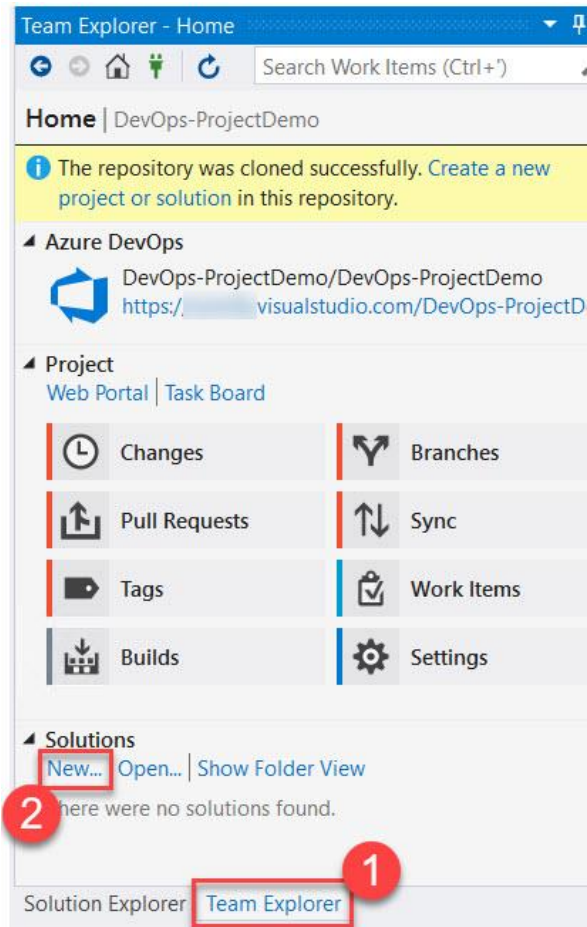 Team Explorer - Home
Search Work Items (Ctrl+')
Home | DevOps-ProjectDemo
The repository was cloned successfully. Create a new
project or solution in this repository.
Azure DevOps
DevOps-ProjectDemo/DevOps-ProjectDemo
https:/ visualstudio.com/DevOps-ProjectD
Project
Web Portal | Task Board
Changes
Branches
Pull Requests
Sync
Tags
Work Items
Builds
Settings
Solutions
New... Open... | Show Folder View
2
here were no solutions found.
1
Solution Explorer Team Explorer